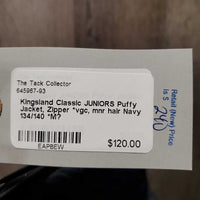 The Tack Collector
645967-93
Kingsland Classic JUNIORS Puffy
Jacket, Zipper *vgc, mnr hair Navy
134/140 *M?
$120.00
EAPBEW
Retail (New) Price
is $ 240